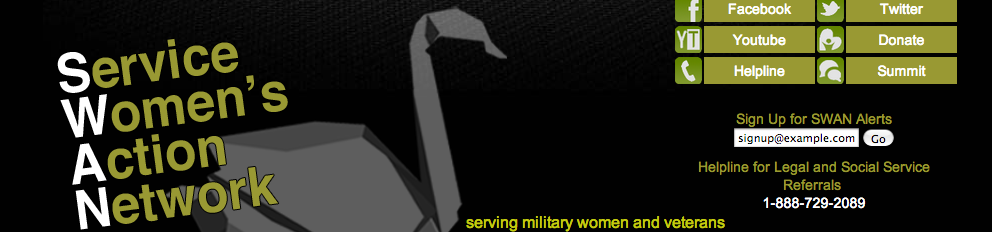 Service
Women's
Action
Network
serving military women and veterans
Facebook
Twitter
Youtube
Donate
Helpline
Summit
Sign Up for SWAN Alerts
signup@example.com Go
Helpline for Legal and Social Service
Referrals
1-888-729-2089